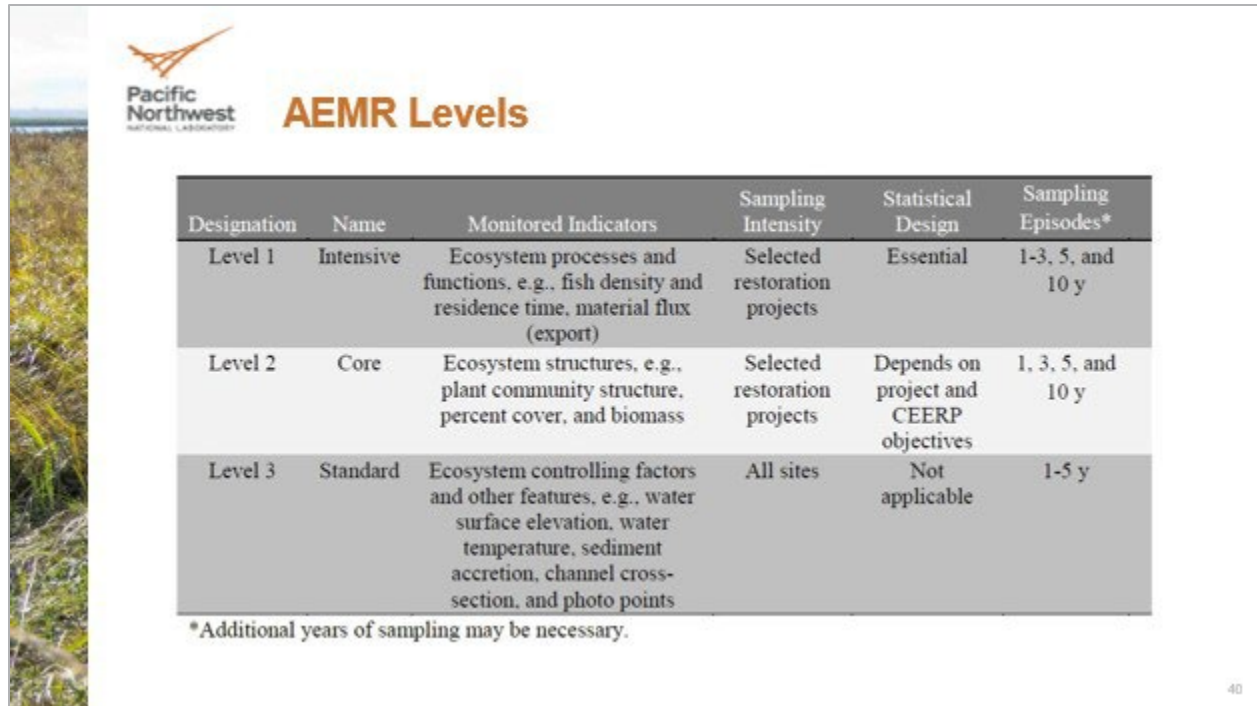 Pacific
Northwest
NATIONAL LABORATORY
AEMR Levels
Designation Name Monitored Indicators Sampling Intensity Statistical Design Sampling Episodes*
Level 1 Intensive Ecosystem processes and functions, e.g., fish density and residence time, material flux (export) Selected restoration projects Essential 1-3, 5, and 10 y
Level 2 Core Ecosystem structures, e.g., plant community structure, percent cover, and biomass Selected restoration projects Depends on project and CEERP objectives 1, 3, 5, and 10 y
Level 3 Standard Ecosystem controlling factors and other features, e.g., water surface elevation, water temperature, sediment accretion, channel cross-section, and photo points All sites Not applicable 1-5 y
*Additional years of sampling may be necessary.
40